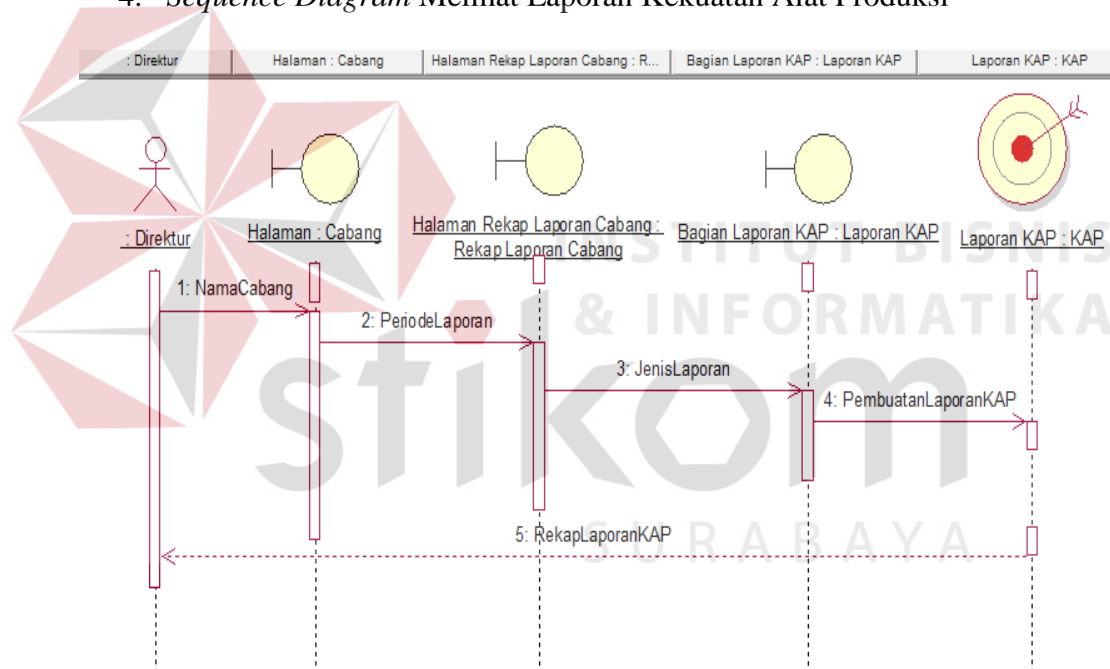 4. Sequence Diagram Melihat Laporan Kekuatan Alat Produksi
: Direktur
Halaman : Cabang
Halaman Rekap Laporan Cabang : R...
Bagian Laporan KAP : Laporan KAP
Laporan KAP : KAP
: Direktur
Halaman : Cabang
Halaman Rekap Laporan Cabang :
Rekap Laporan Cabang
Bagian Laporan KAP : Laporan KAP
Laporan KAP : KAP
INSTITUT BISNIS
& INFORMATIKA
stikom
SURABAYA
1: NamaCabang
2: PeriodeLaporan
3: JenisLaporan
4: PembuatanLaporanKAP
5: RekapLaporanKAP